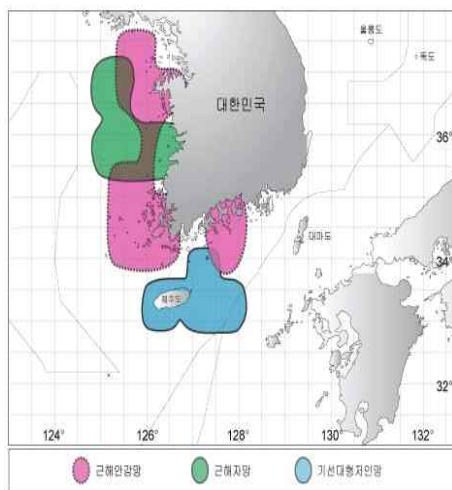 울릉도
독도
대한민국
36°
대마도
34°
제주도
32°
124° 126° 128° 130° 132°
근해안강망 근해자망 기선대형저인망